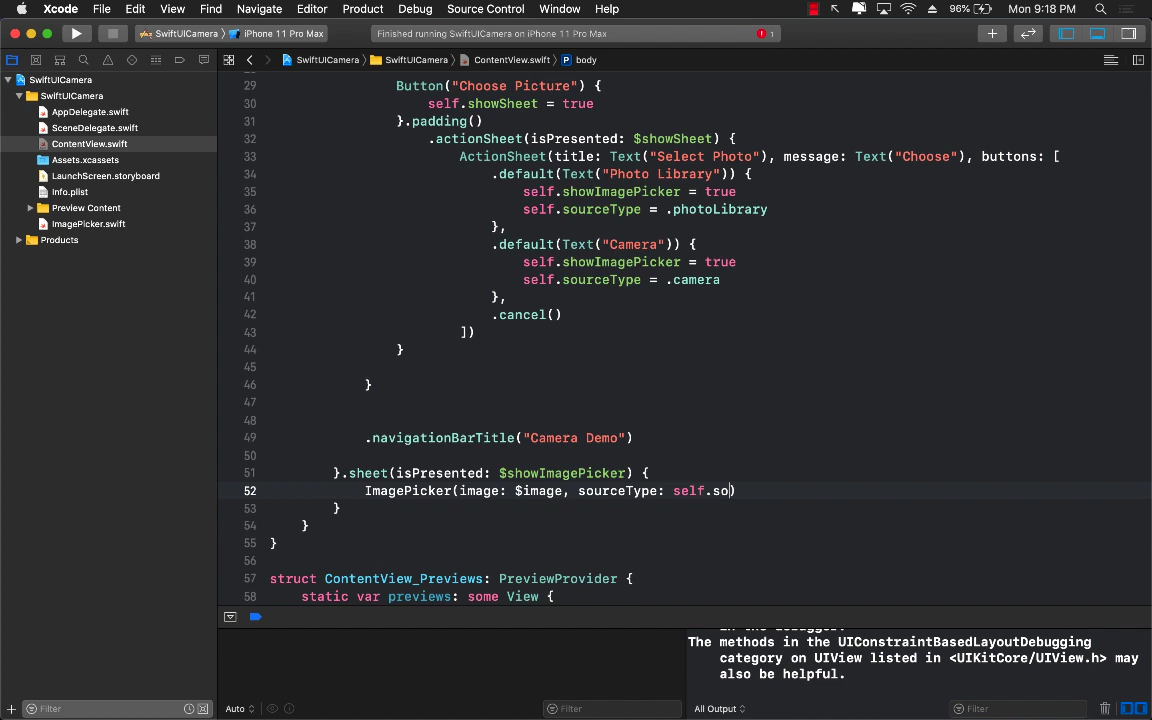 Xcode File Edit View Find Navigate Editor Product Debug Source Control Window Help 96% Mon 9:18 PM
SwiftUICamera 〉 iPhone 11 Pro Max Finished running SwiftUICamera on iPhone 11 Pro Max 1
SwiftUICamera 〉 SwiftUICamera 〉 ContentView.swift 〉 P body
SwiftUICamera
SwiftUICamera
AppDelegate.swift
SceneDelegate.swift
ContentView.swift
Assets.xcassets
LaunchScreen.storyboard
Info.plist
Preview Content
ImagePicker.swift
Products
29 Button("Choose Picture") {
30 self.showSheet = true
31 }.padding()
32 .actionSheet(isPresented: $showSheet) {
33 ActionSheet(title: Text("Select Photo"), message: Text("Choose"), buttons: [
34 .default(Text("Photo Library")) {
35 self.showImagePicker = true
36 self.sourceType = .photoLibrary
37 },
38 .default(Text("Camera")) {
39 self.showImagePicker = true
40 self.sourceType = .camera
41 },
42 .cancel()
43 ])
44 }
45
46 }
47
48
49 .navigationBarTitle("Camera Demo")
50
51 }.sheet(isPresented: $showImagePicker) {
52 ImagePicker(image: $image, sourceType: self.so)
53 }
54 }
55 }
56
57 struct ContentView_Previews: PreviewProvider {
58 static var previews: some View {
in the debugger.
The methods in the UIConstraintBasedLayoutDebugging
category on UIView listed in <UIKitCore/UIView.h> may
also be helpful.
Filter Auto Filter All Output Filter